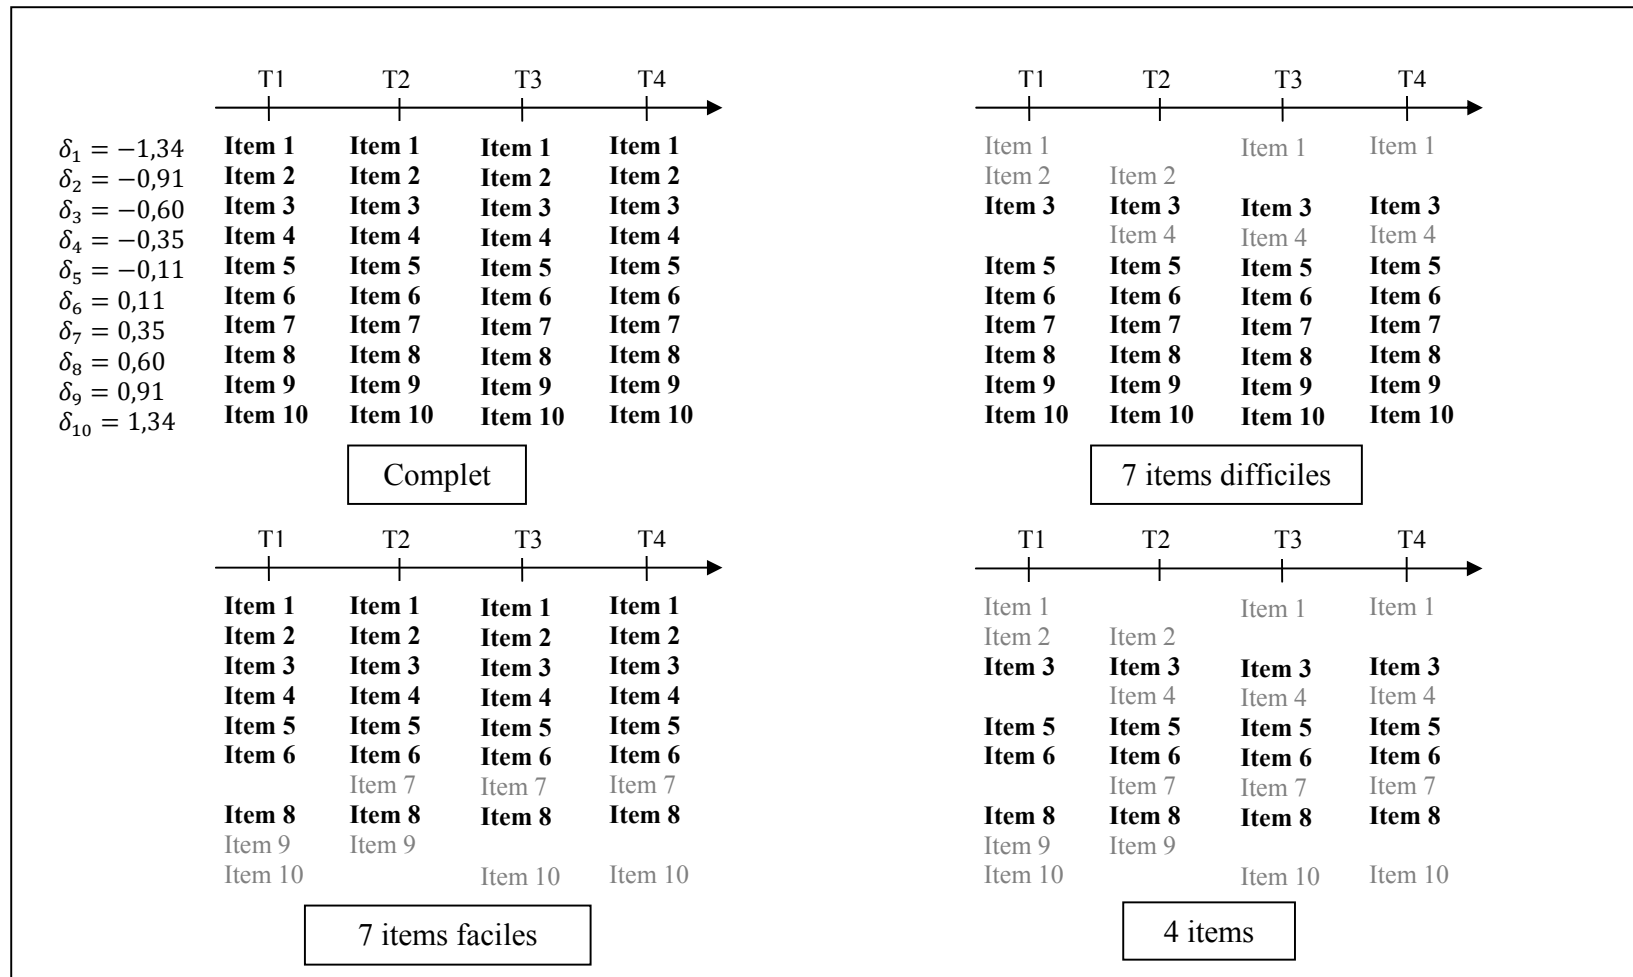 T1 T2 T3 T4
δ₁ = −1,34 Item 1 Item 1 Item 1 Item 1
δ₂ = −0,91 Item 2 Item 2 Item 2 Item 2
δ₃ = −0,60 Item 3 Item 3 Item 3 Item 3
δ₄ = −0,35 Item 4 Item 4 Item 4 Item 4
δ₅ = −0,11 Item 5 Item 5 Item 5 Item 5
δ₆ = 0,11 Item 6 Item 6 Item 6 Item 6
δ₇ = 0,35 Item 7 Item 7 Item 7 Item 7
δ₈ = 0,60 Item 8 Item 8 Item 8 Item 8
δ₉ = 0,91 Item 9 Item 9 Item 9 Item 9
δ₁₀ = 1,34 Item 10 Item 10 Item 10 Item 10
Complet
T1 T2 T3 T4
Item 1 Item 1 Item 1
Item 2 Item 2
Item 3 Item 3 Item 3 Item 3
Item 4 Item 4 Item 4
Item 5 Item 5 Item 5 Item 5
Item 6 Item 6 Item 6 Item 6
Item 7 Item 7 Item 7 Item 7
Item 8 Item 8 Item 8 Item 8
Item 9 Item 9 Item 9 Item 9
Item 10 Item 10 Item 10 Item 10
7 items difficiles
T1 T2 T3 T4
Item 1 Item 1 Item 1 Item 1
Item 2 Item 2 Item 2 Item 2
Item 3 Item 3 Item 3 Item 3
Item 4 Item 4 Item 4 Item 4
Item 5 Item 5 Item 5 Item 5
Item 6 Item 6 Item 6 Item 6
Item 7 Item 7 Item 7
Item 8 Item 8 Item 8 Item 8
Item 9 Item 9
Item 10 Item 10 Item 10
7 items faciles
T1 T2 T3 T4
Item 1 Item 1 Item 1
Item 2 Item 2
Item 3 Item 3 Item 3 Item 3
Item 4 Item 4 Item 4
Item 5 Item 5 Item 5 Item 5
Item 6 Item 6 Item 6 Item 6
Item 7 Item 7 Item 7
Item 8 Item 8 Item 8 Item 8
Item 9 Item 9
Item 10 Item 10 Item 10
4 items